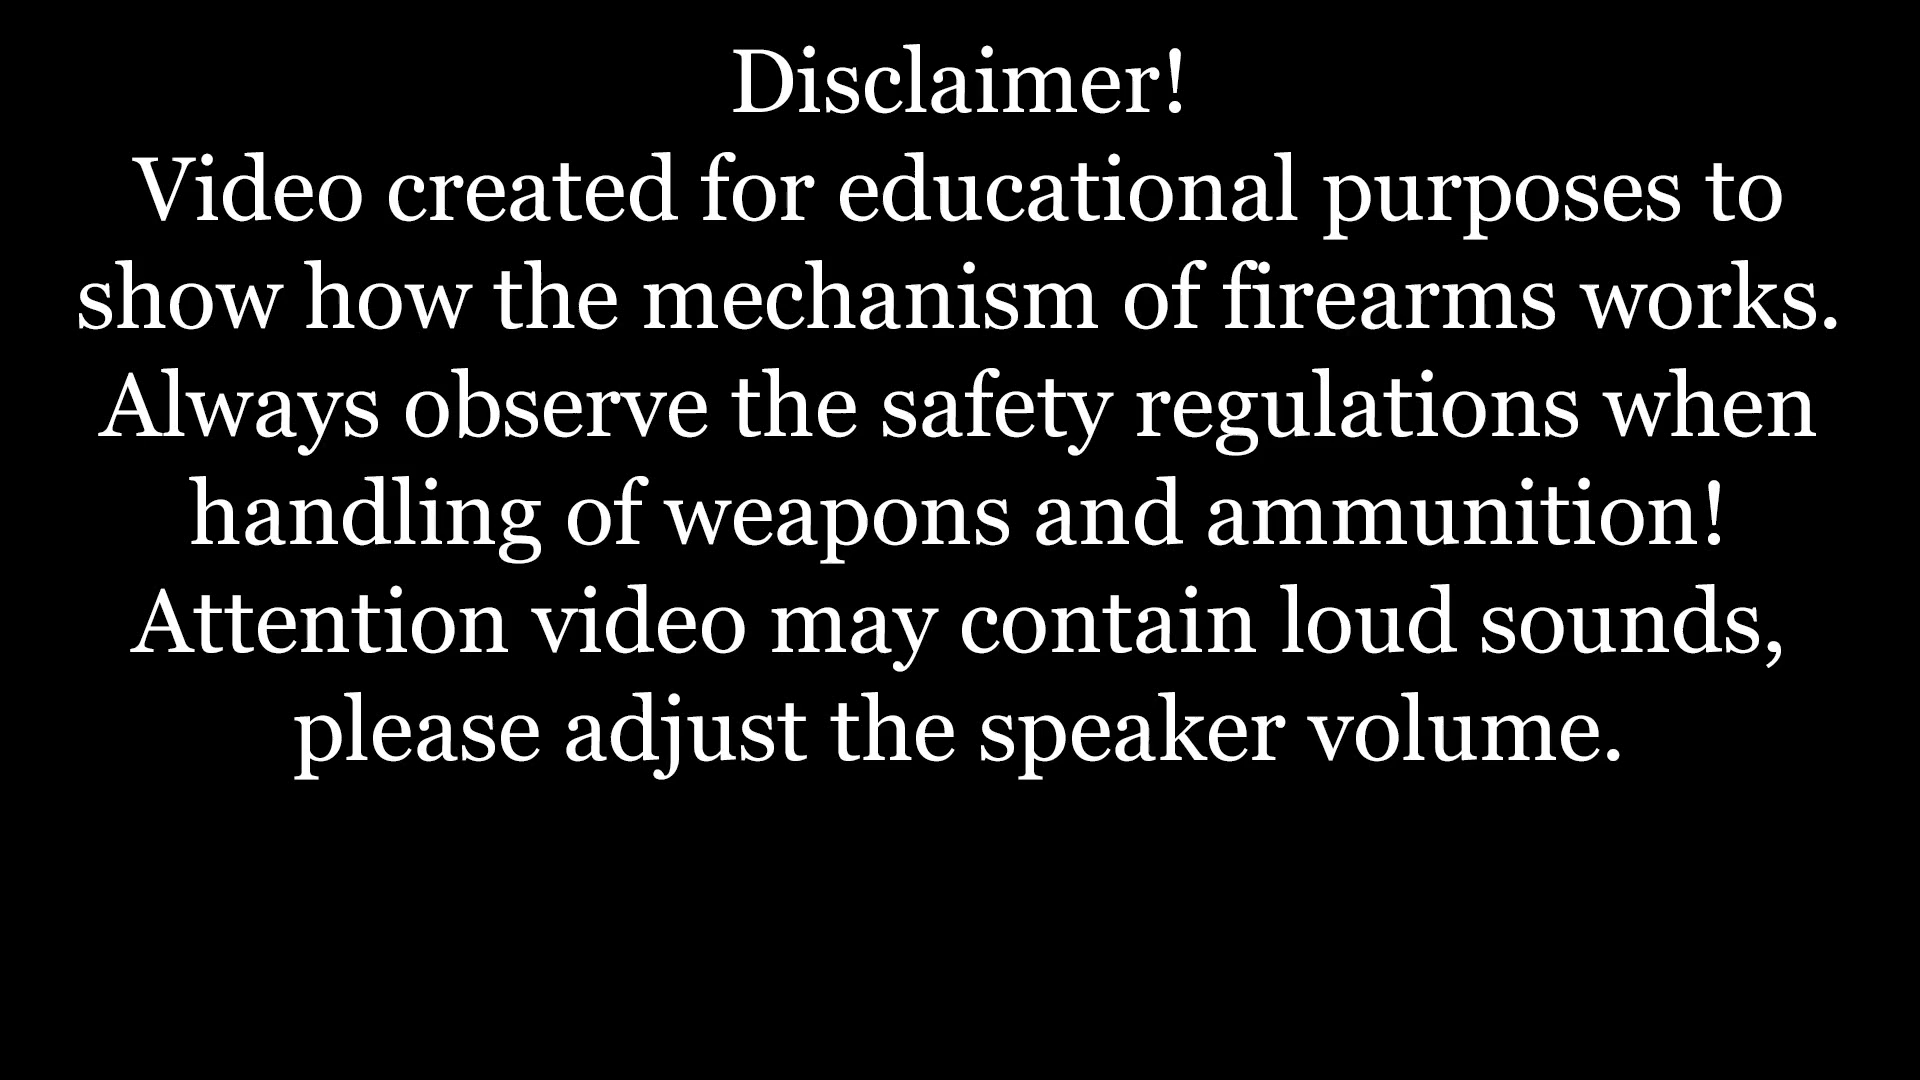 Disclaimer!
Video created for educational purposes to
show how the mechanism of firearms works.
Always observe the safety regulations when
handling of weapons and ammunition!
Attention video may contain loud sounds,
please adjust the speaker volume.